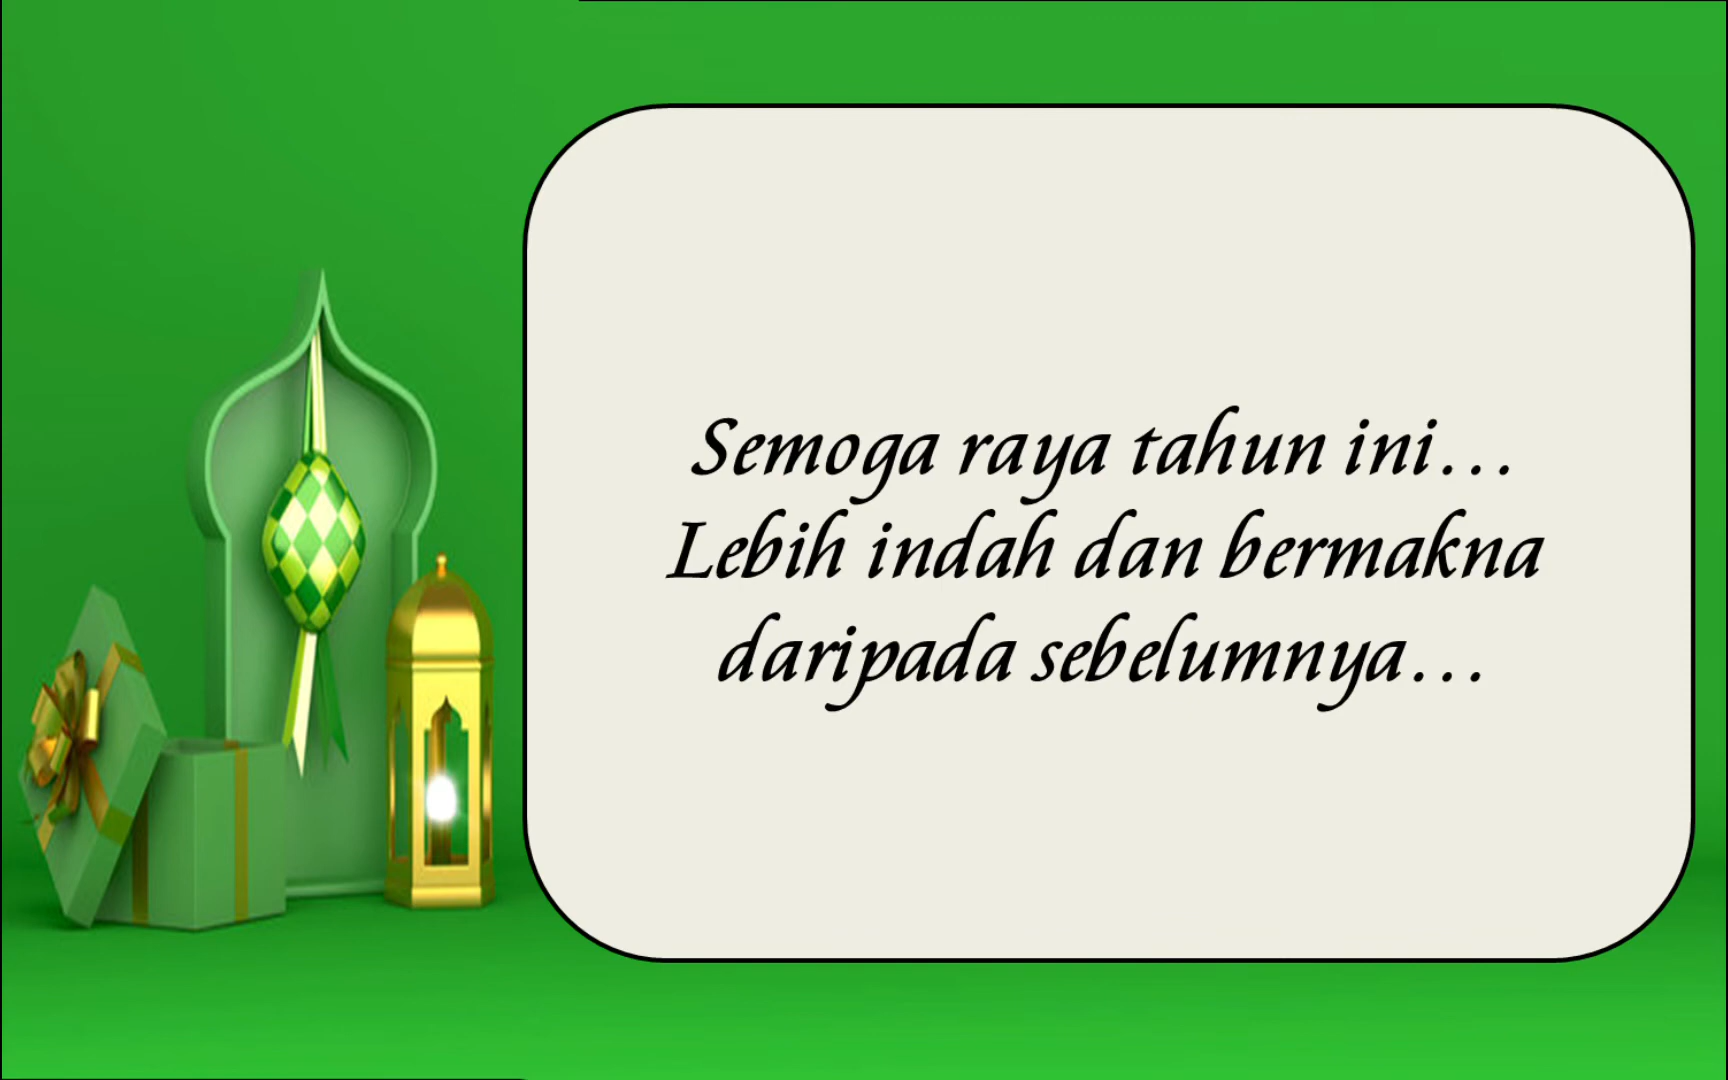 Semoga raya tahun ini...
Lebih indah dan bermakna
daripada sebelumnya...